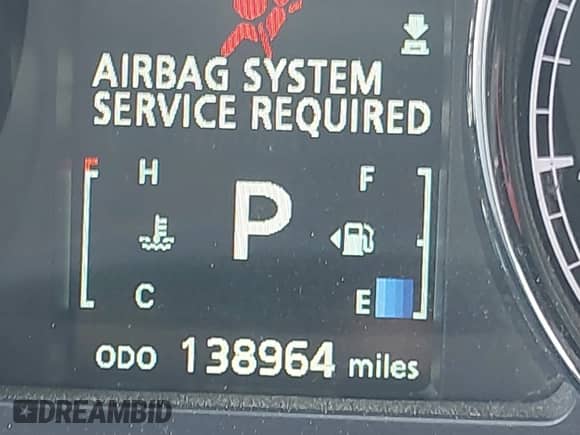 AIRBAG SYSTEM
SERVICE REQUIRED
H P F
C E
ODO 138964 miles
DREAMBID